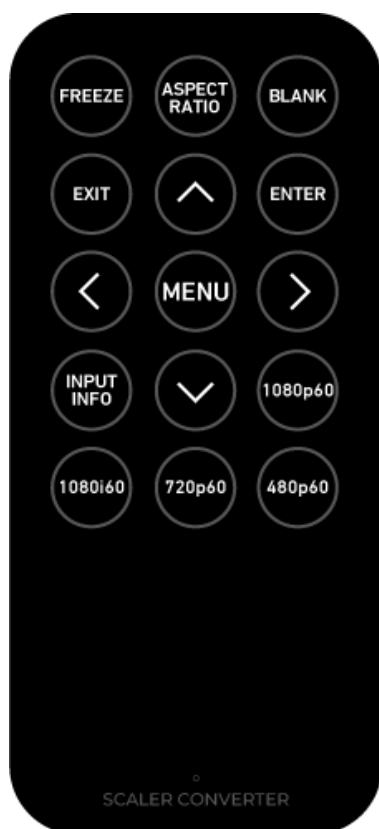 FREEZE
ASPECT
RATIO
BLANK
EXIT
ENTER
MENU
INPUT
INFO
1080p60
1080i60
720p60
480p60
SCALER CONVERTER